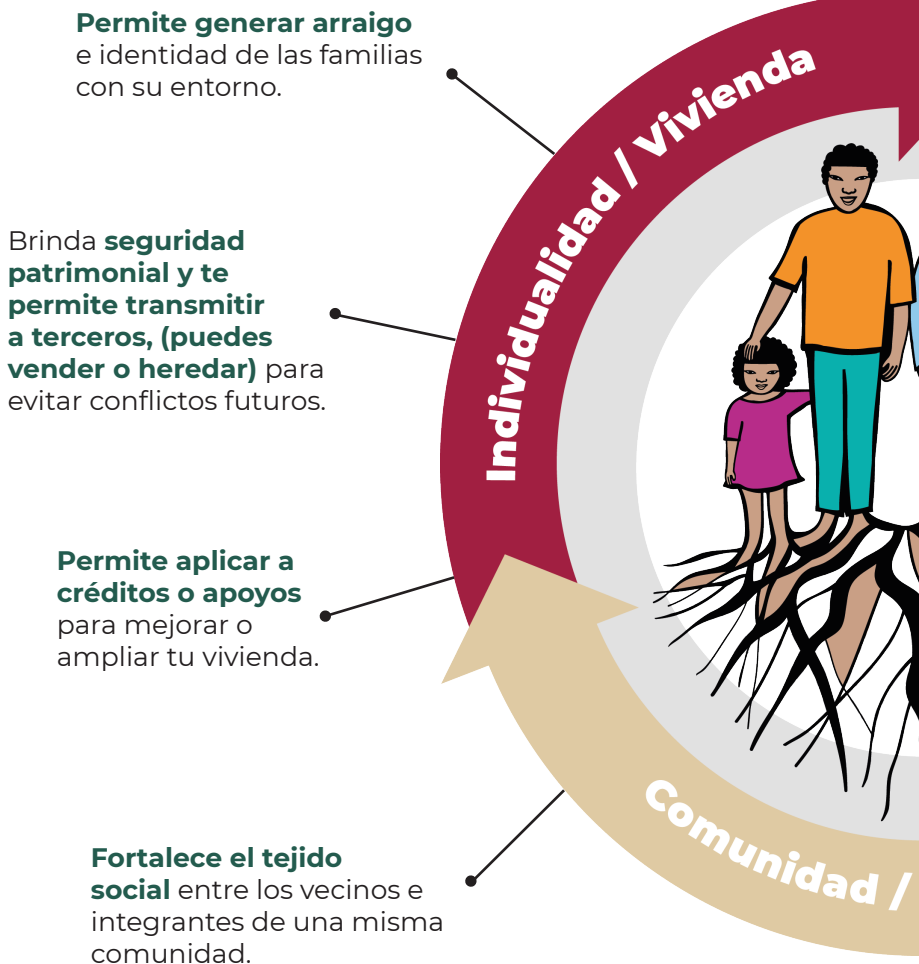 Permite generar arraigo
e identidad de las familias
con su entorno.
Individualidad / Vivienda
Brinda seguridad
patrimonial y te
permite transmitir
a terceros, (puedes
vender o heredar) para
evitar conflictos futuros.
Permite aplicar a
créditos o apoyos
para mejorar o
ampliar tu vivienda.
Comunidad /
Fortalece el tejido
social entre los vecinos e
integrantes de una misma
comunidad.